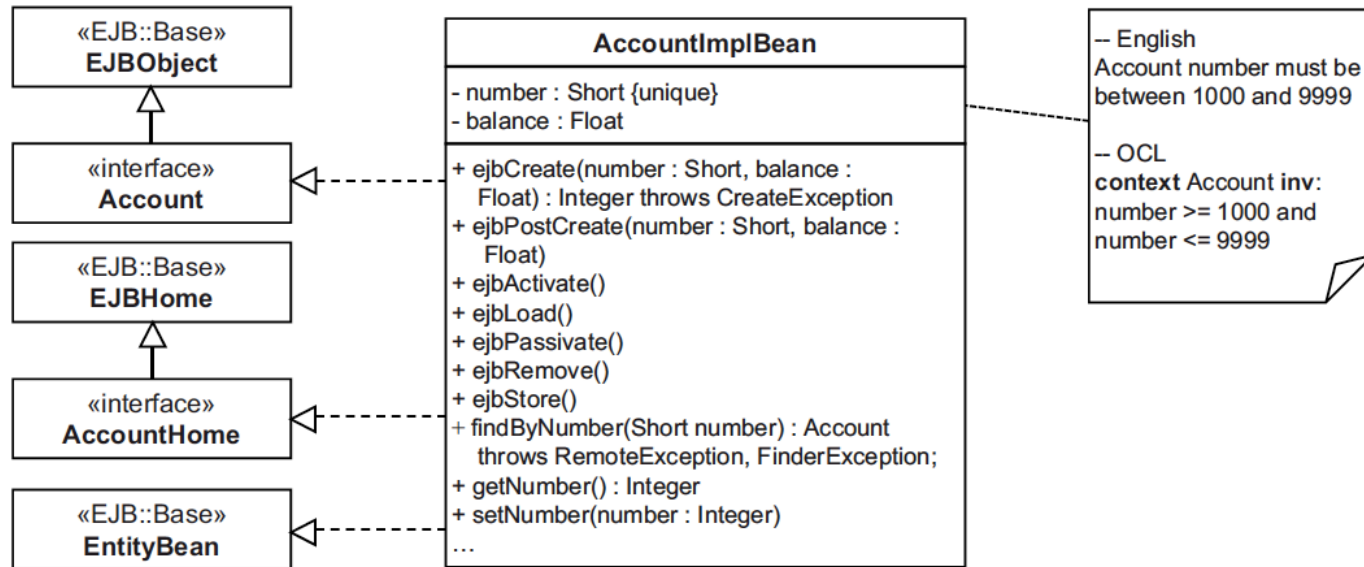 «EJB::Base»
EJBObject
«interface»
Account
«EJB::Base»
EJBHome
«interface»
AccountHome
«EJB::Base»
EntityBean
AccountImplBean
- number : Short {unique}
- balance : Float
+ ejbCreate(number : Short, balance :
Float) : Integer throws CreateException
+ ejbPostCreate(number : Short, balance :
Float)
+ ejbActivate()
+ ejbLoad()
+ ejbPassivate()
+ ejbRemove()
+ ejbStore()
+ findByNumber(Short number) : Account
throws RemoteException, FinderException;
+ getNumber() : Integer
+ setNumber(number : Integer)
...
-- English
Account number must be
between 1000 and 9999
-- OCL
context Account inv:
number >= 1000 and
number <= 9999